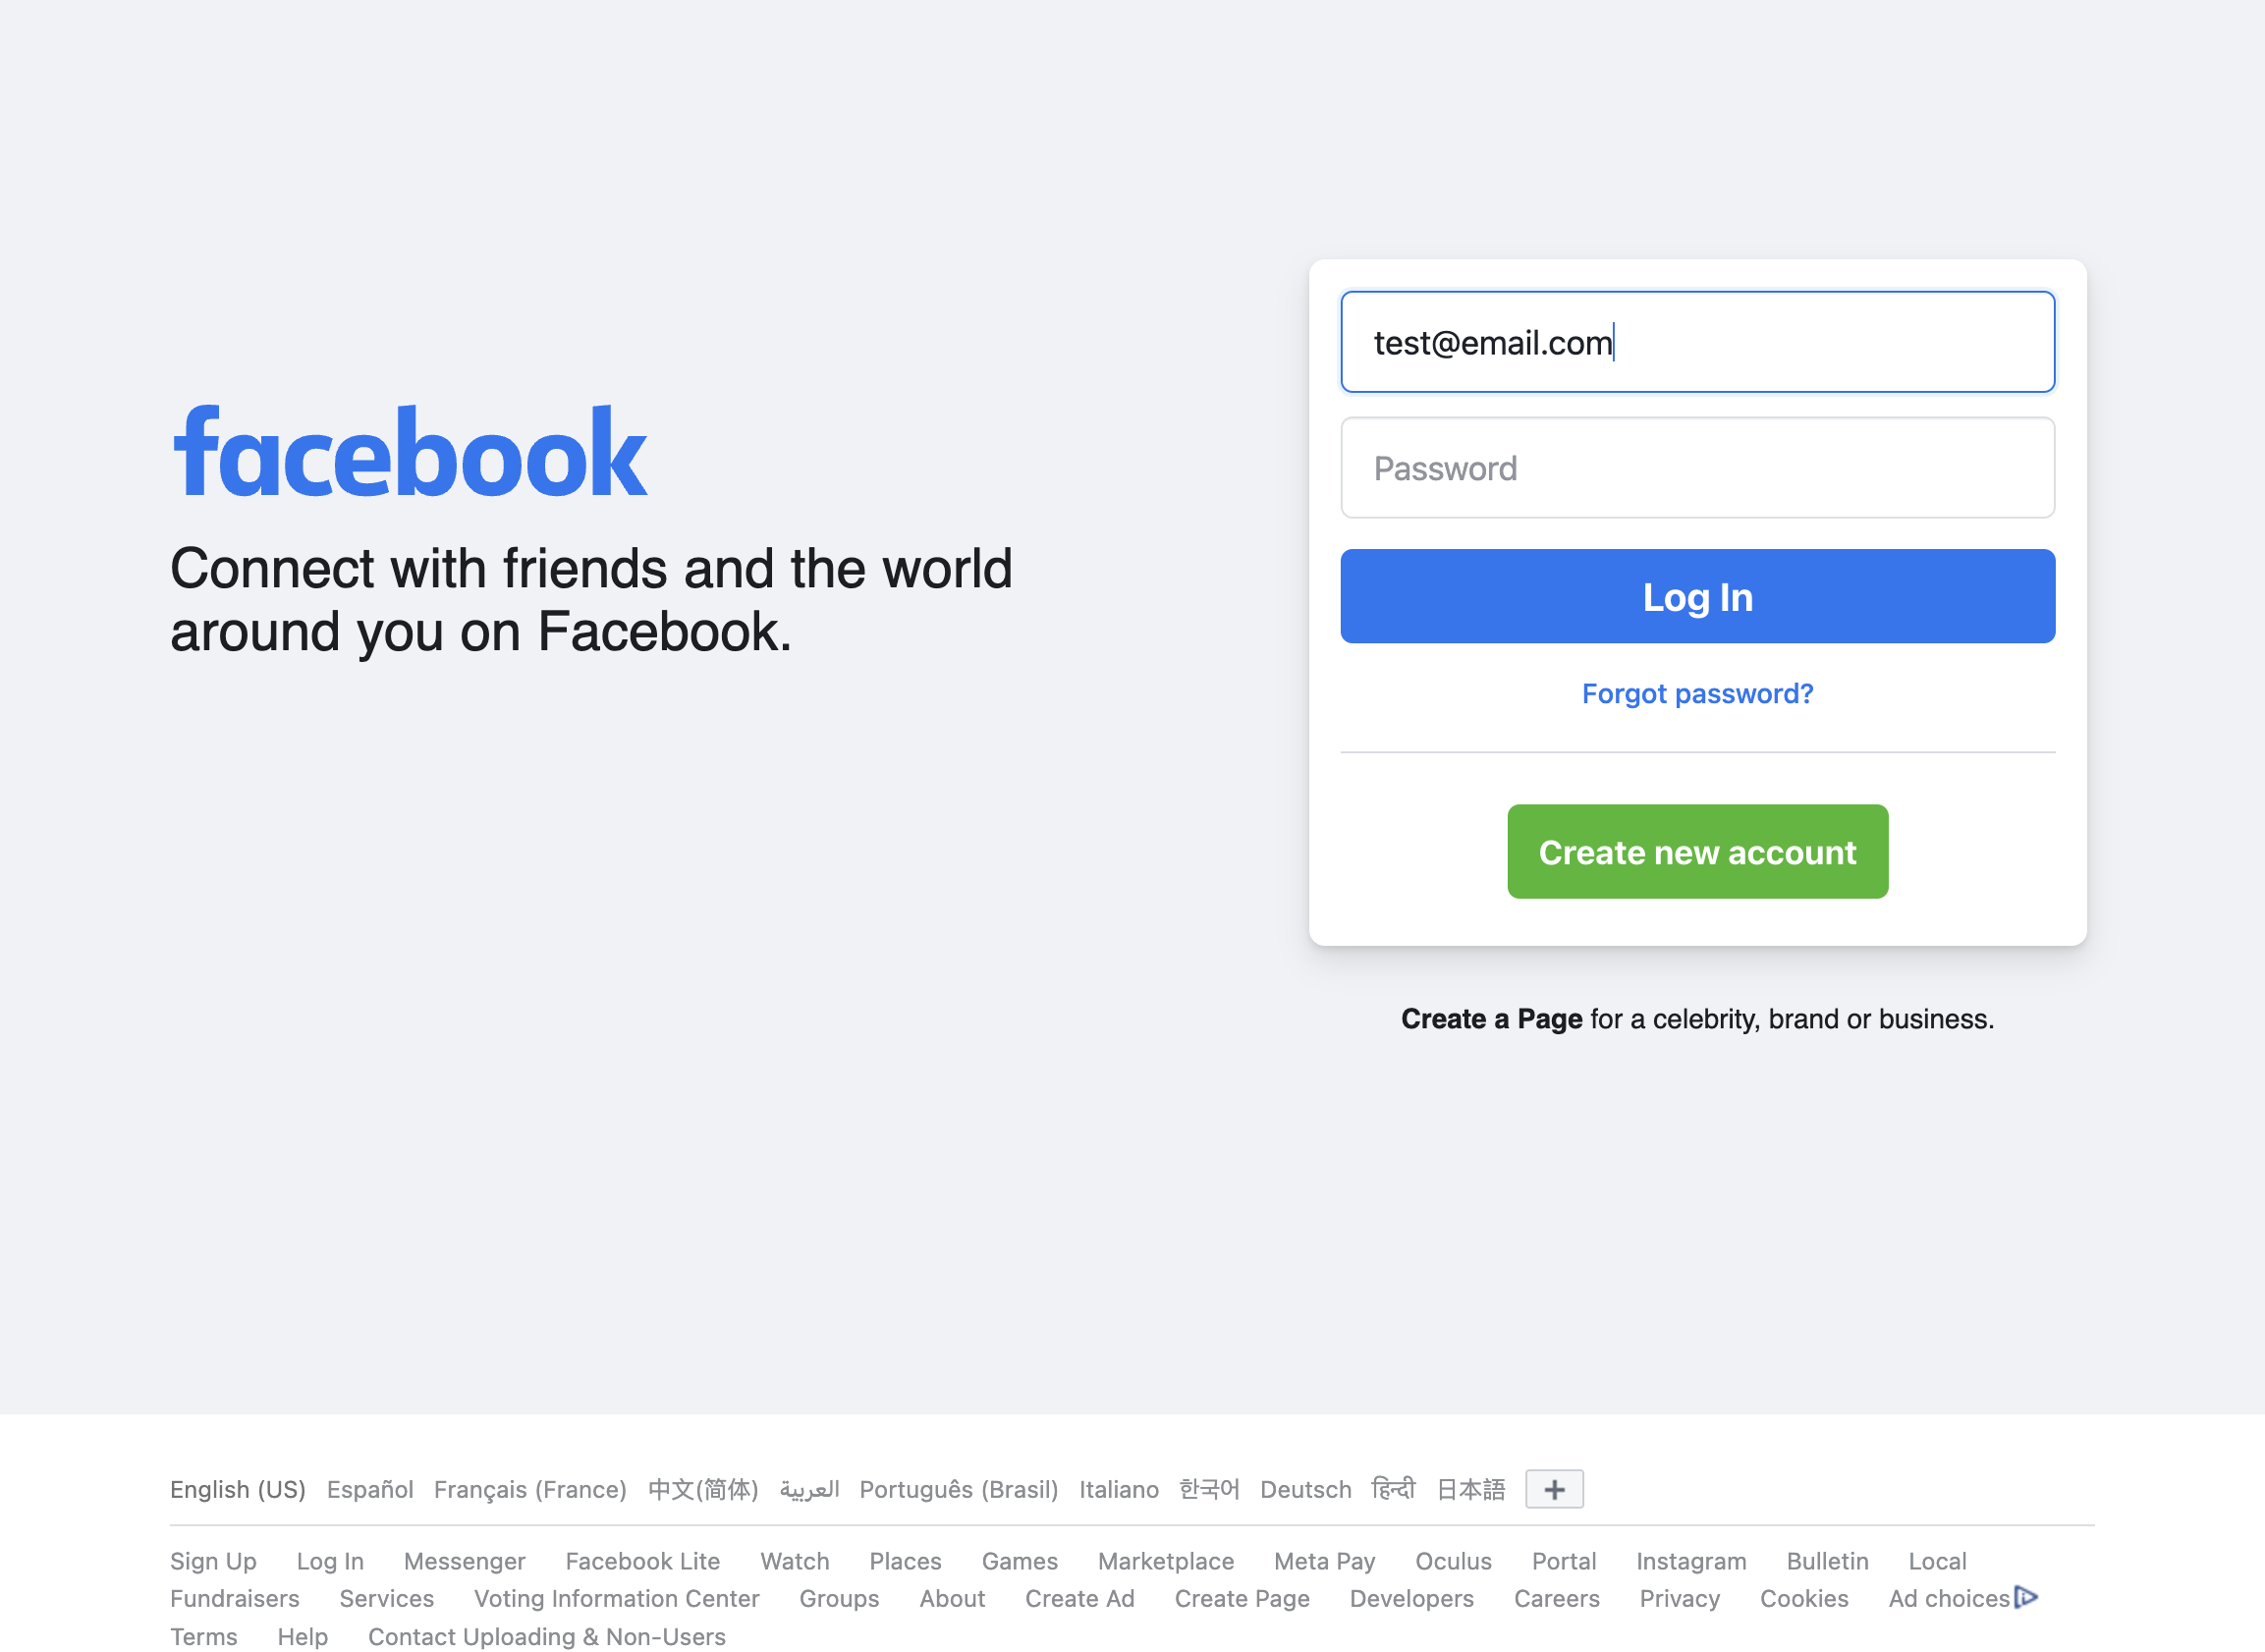 facebook
Connect with friends and the world
around you on Facebook.
test@email.com
Password
Log In
Forgot password?
Create new account
Create a Page for a celebrity, brand or business.
English (US) Español Français (France) 中文(简体) العربية Português (Brasil) Italiano 한국어 Deutsch हिन्दी 日本語 +
Sign Up Log In Messenger Facebook Lite Watch Places Games Marketplace Meta Pay Oculus Portal Instagram Bulletin Local
Fundraisers Services Voting Information Center Groups About Create Ad Create Page Developers Careers Privacy Cookies Ad choices
Terms Help Contact Uploading & Non-Users